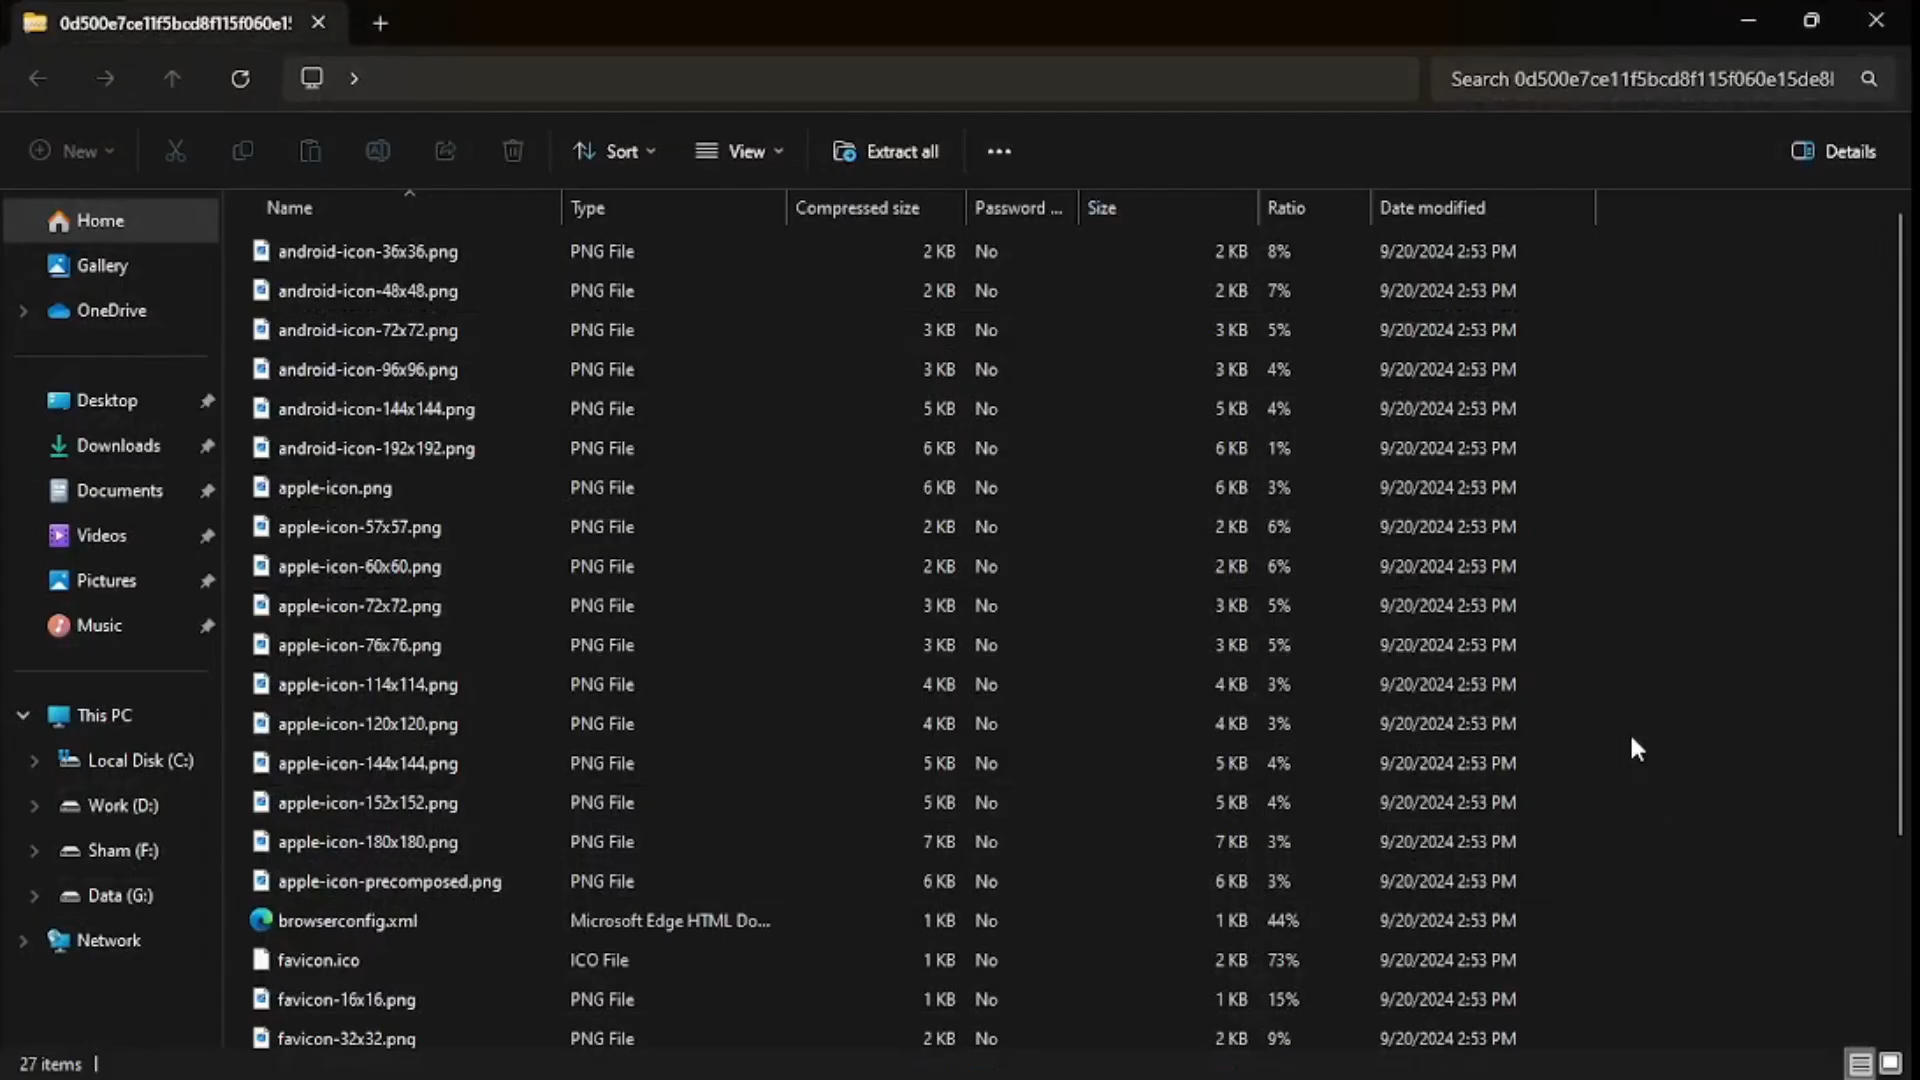 0d500e7ce11f5bcd8f115f060e1!
Search 0d500e7ce11f5bcd8f115f060e15de8l
New
Sort
View
Extract all
Details
Name Type Compressed size Password ... Size Ratio Date modified
Home
Gallery
OneDrive
Desktop
Downloads
Documents
Videos
Pictures
Music
This PC
Local Disk (C:)
Work (D:)
Sham (F:)
Data (G:)
Network
android-icon-36x36.png PNG File 2 KB No 2 KB 8% 9/20/2024 2:53 PM
android-icon-48x48.png PNG File 2 KB No 2 KB 7% 9/20/2024 2:53 PM
android-icon-72x72.png PNG File 3 KB No 3 KB 5% 9/20/2024 2:53 PM
android-icon-96x96.png PNG File 3 KB No 3 KB 4% 9/20/2024 2:53 PM
android-icon-144x144.png PNG File 5 KB No 5 KB 4% 9/20/2024 2:53 PM
android-icon-192x192.png PNG File 6 KB No 6 KB 1% 9/20/2024 2:53 PM
apple-icon.png PNG File 6 KB No 6 KB 3% 9/20/2024 2:53 PM
apple-icon-57x57.png PNG File 2 KB No 2 KB 6% 9/20/2024 2:53 PM
apple-icon-60x60.png PNG File 2 KB No 2 KB 6% 9/20/2024 2:53 PM
apple-icon-72x72.png PNG File 3 KB No 3 KB 5% 9/20/2024 2:53 PM
apple-icon-76x76.png PNG File 3 KB No 3 KB 5% 9/20/2024 2:53 PM
apple-icon-114x114.png PNG File 4 KB No 4 KB 3% 9/20/2024 2:53 PM
apple-icon-120x120.png PNG File 4 KB No 4 KB 3% 9/20/2024 2:53 PM
apple-icon-144x144.png PNG File 5 KB No 5 KB 4% 9/20/2024 2:53 PM
apple-icon-152x152.png PNG File 5 KB No 5 KB 4% 9/20/2024 2:53 PM
apple-icon-180x180.png PNG File 7 KB No 7 KB 3% 9/20/2024 2:53 PM
apple-icon-precomposed.png PNG File 6 KB No 6 KB 3% 9/20/2024 2:53 PM
browserconfig.xml Microsoft Edge HTML Do... 1 KB No 1 KB 44% 9/20/2024 2:53 PM
favicon.ico ICO File 1 KB No 2 KB 73% 9/20/2024 2:53 PM
favicon-16x16.png PNG File 1 KB No 1 KB 15% 9/20/2024 2:53 PM
favicon-32x32.png PNG File 2 KB No 2 KB 9% 9/20/2024 2:53 PM
27 items